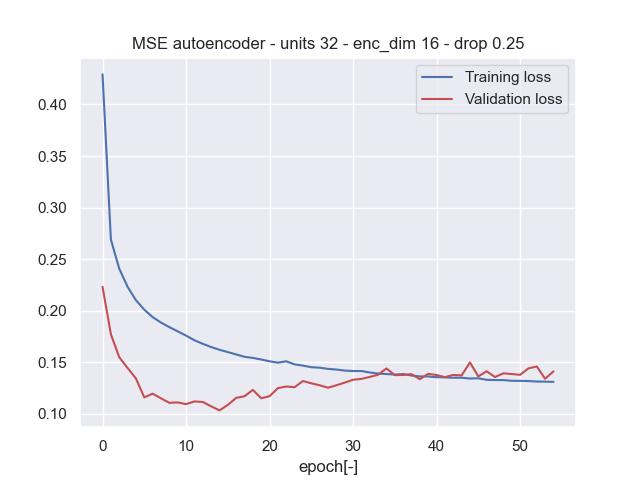 MSE autoencoder - units 32 - enc_dim 16 - drop 0.25
Training loss
Validation loss
0.40
0.35
0.30
0.25
0.20
0.15
0.10
0 10 20 30 40 50
epoch[-]